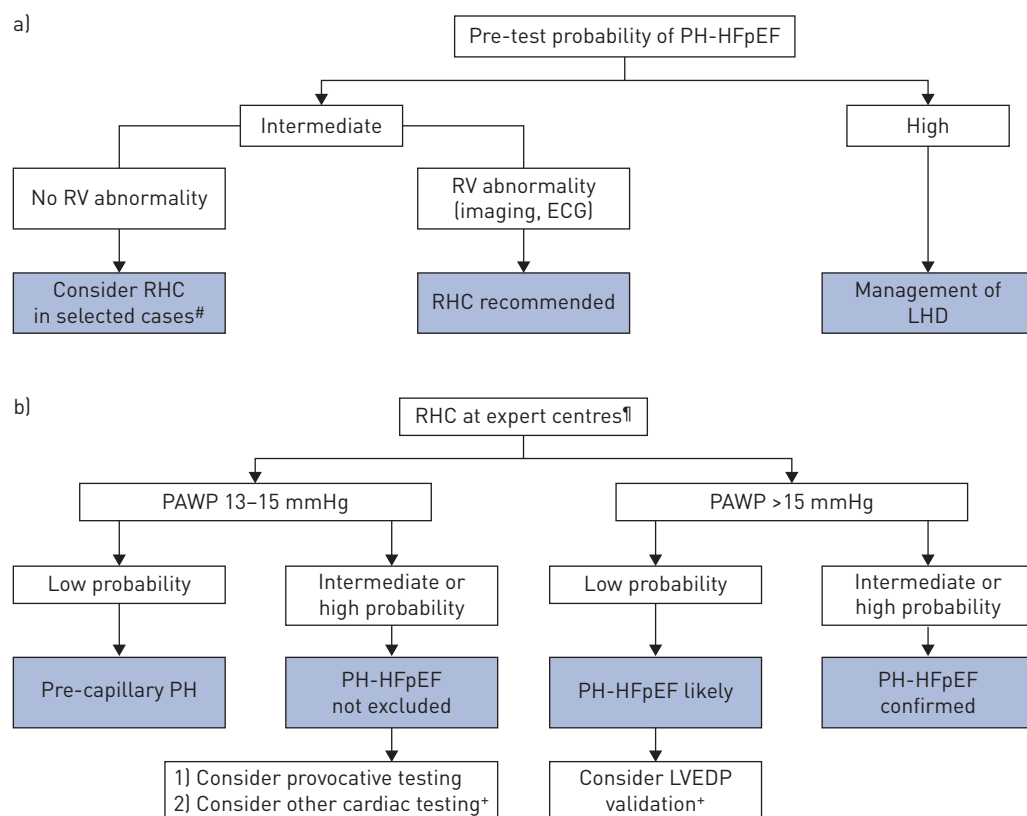 a)
Pre-test probability of PH-HFpEF
Intermediate
High
No RV abnormality
RV abnormality
(imaging, ECG)
Consider RHC
in selected cases#
RHC recommended
Management of
LHD
b)
RHC at expert centres¶
PAWP 13–15 mmHg
PAWP >15 mmHg
Low probability
Intermediate or
high probability
Low probability
Intermediate or
high probability
Pre-capillary PH
PH-HFpEF
not excluded
PH-HFpEF likely
PH-HFpEF
confirmed
1) Consider provocative testing
2) Consider other cardiac testing+
Consider LVEDP
validation+